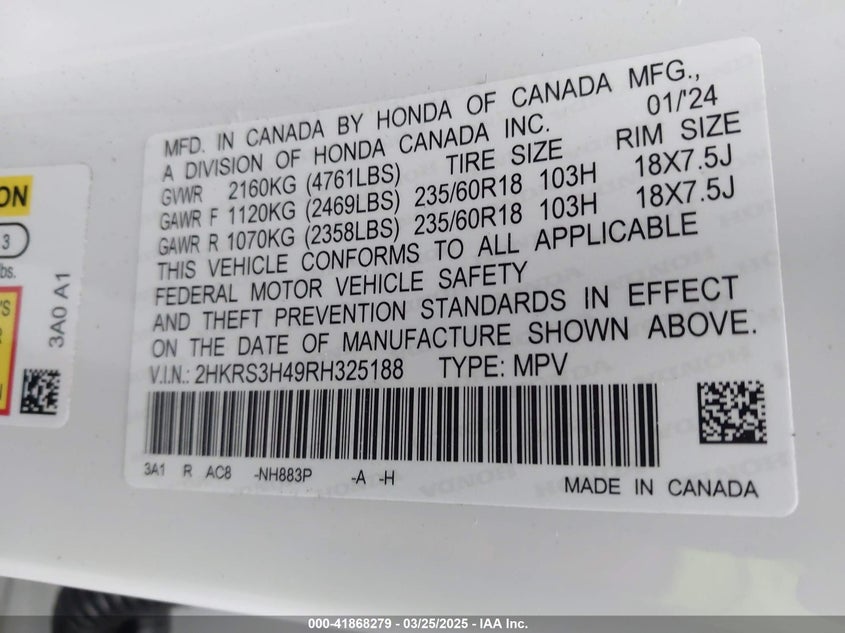 MFD. IN CANADA BY HONDA OF CANADA MFG.,
A DIVISION OF HONDA CANADA INC. 01/'24
GVWR 2160KG (4761LBS) TIRE SIZE RIM SIZE
GAWR F 1120KG (2469LBS) 235/60R18 103H 18X7.5J
GAWR R 1070KG (2358LBS) 235/60R18 103H 18X7.5J
THIS VEHICLE CONFORMS TO ALL APPLICABLE
FEDERAL MOTOR VEHICLE SAFETY
AND THEFT PREVENTION STANDARDS IN EFFECT
ON THE DATE OF MANUFACTURE SHOWN ABOVE.
V.I.N.: 2HKRS3H49RH325188 TYPE: MPV
3A1 R AC8 -NH883P -A -H
MADE IN CANADA
3
lbs.
3A0 A1
000-41868279 - 03/25/2025 - IAA Inc.